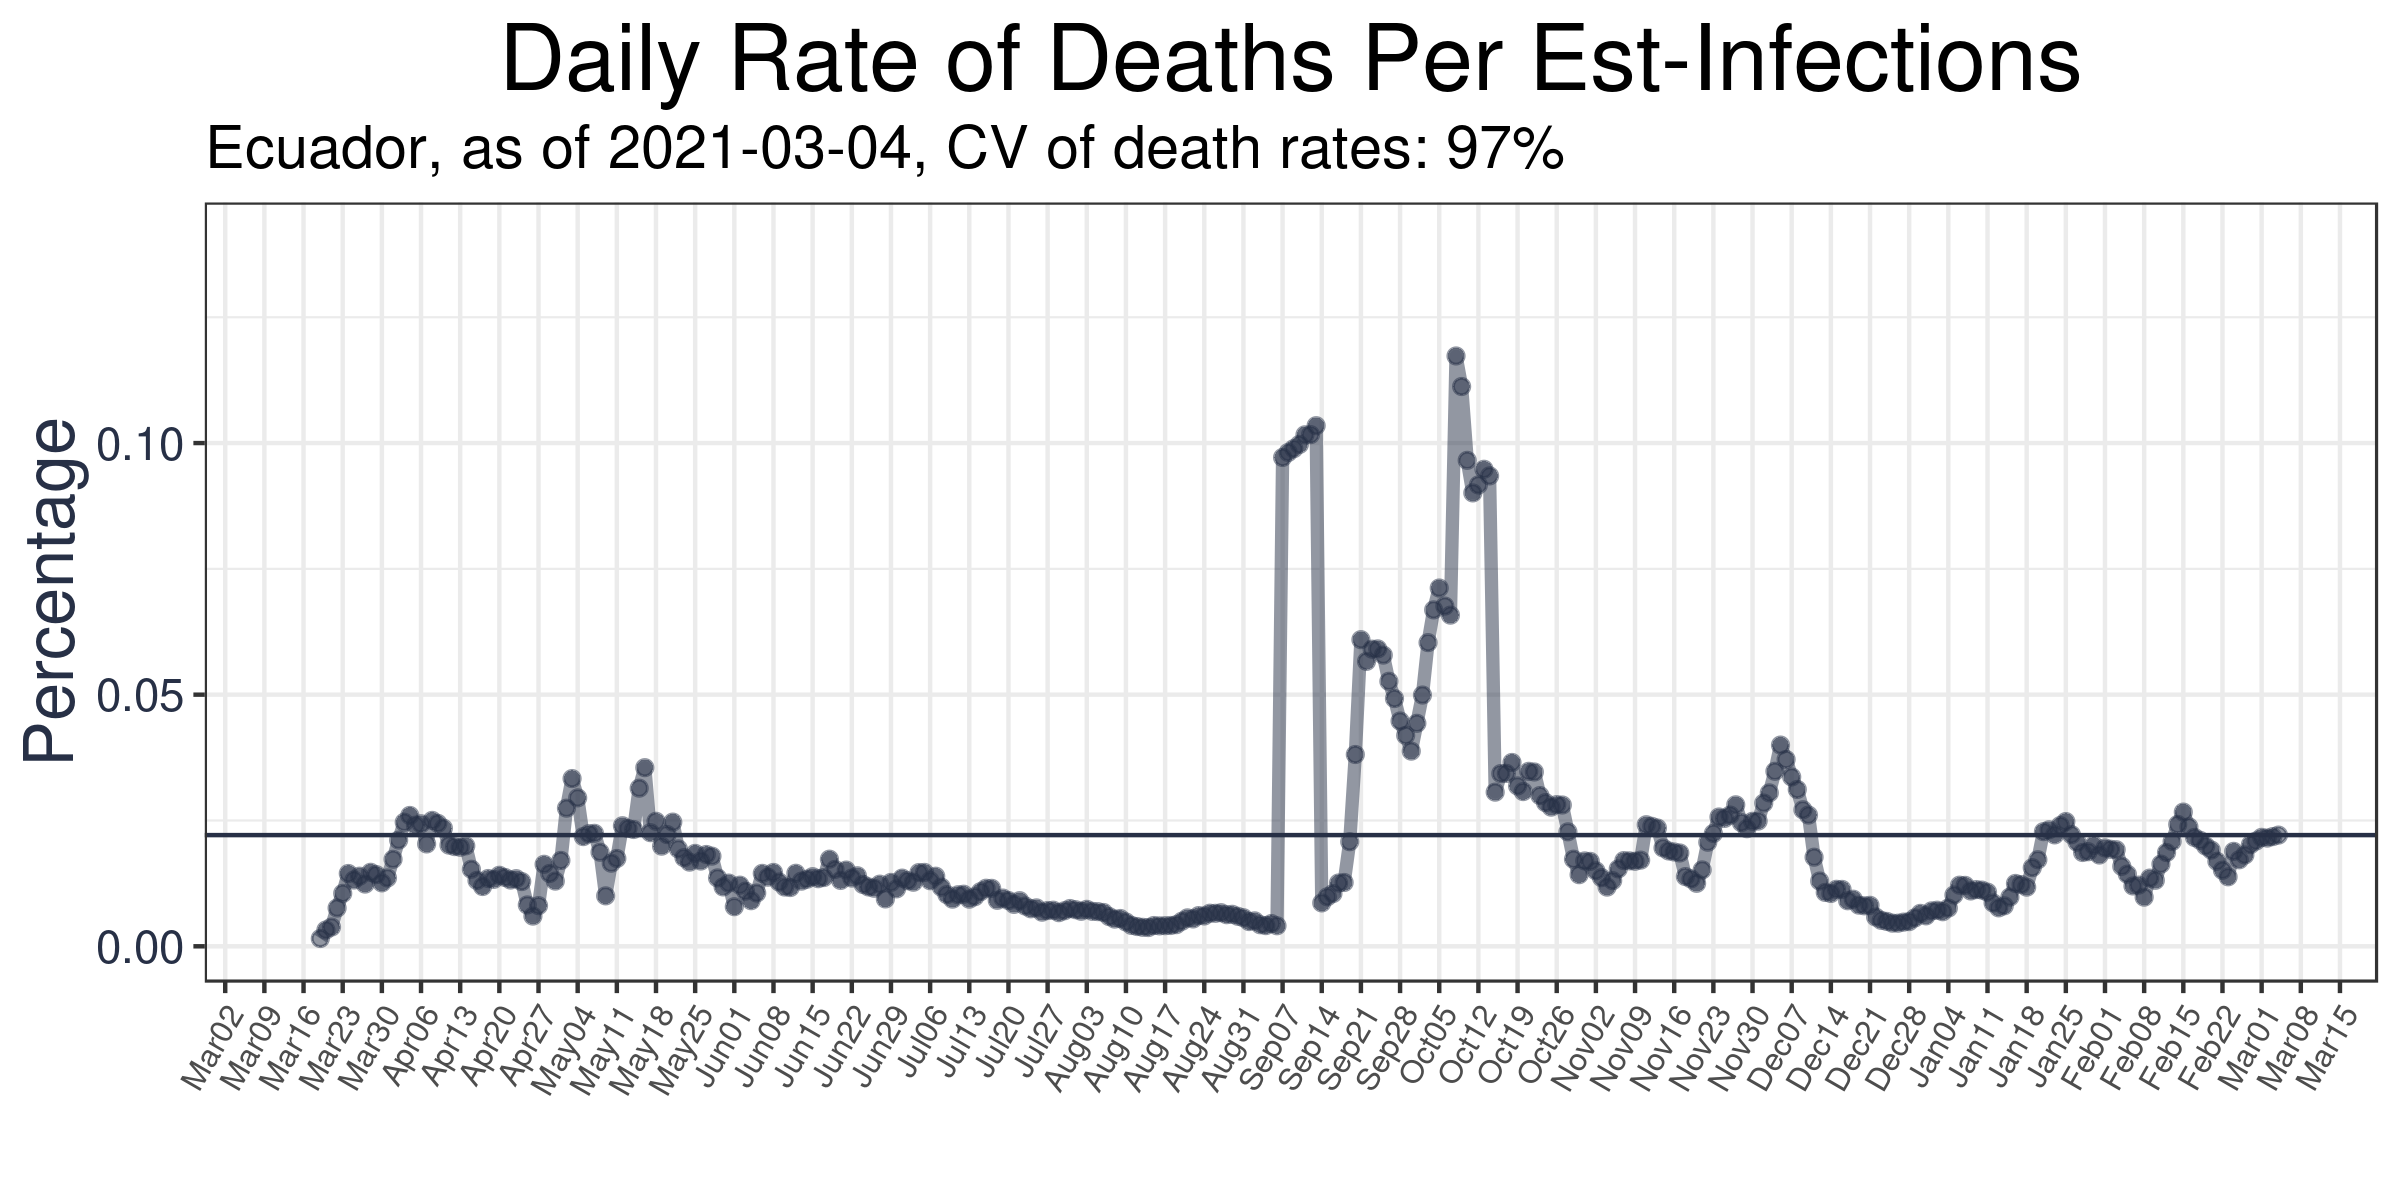 Daily Rate of Deaths Per Est-Infections
Ecuador, as of 2021-03-04, CV of death rates: 97%
Percentage
0.10
0.05
0.00
Mar02 Mar09 Mar16 Mar23 Mar30 Apr06 Apr13 Apr20 Apr27 May04 May11 May18 May25 Jun01 Jun08 Jun15 Jun22 Jun29 Jul06 Jul13 Jul20 Jul27 Aug03 Aug10 Aug17 Aug24 Aug31 Sep07 Sep14 Sep21 Sep28 Oct05 Oct12 Oct19 Oct26 Nov02 Nov09 Nov16 Nov23 Nov30 Dec07 Dec14 Dec21 Dec28 Jan04 Jan11 Jan18 Jan25 Feb01 Feb08 Feb15 Feb22 Mar01 Mar08 Mar15